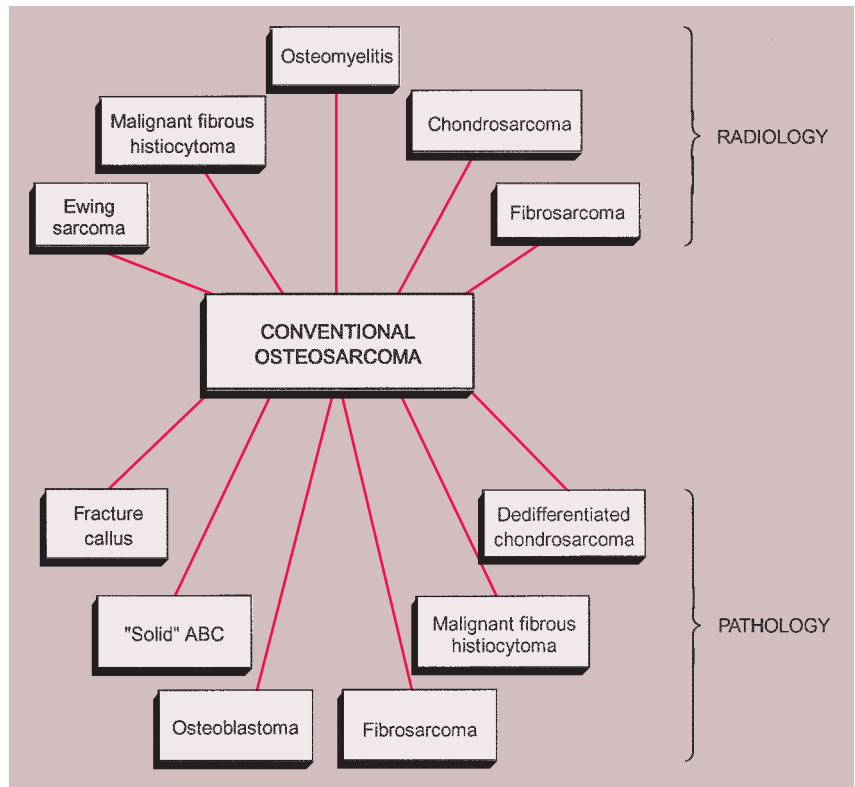 Osteomyelitis
Malignant fibrous
histiocytoma
Chondrosarcoma
RADIOLOGY
Ewing
sarcoma
Fibrosarcoma
CONVENTIONAL
OSTEOSARCOMA
Fracture
callus
Dedifferentiated
chondrosarcoma
"Solid" ABC
Malignant fibrous
histiocytoma
PATHOLOGY
Osteoblastoma
Fibrosarcoma